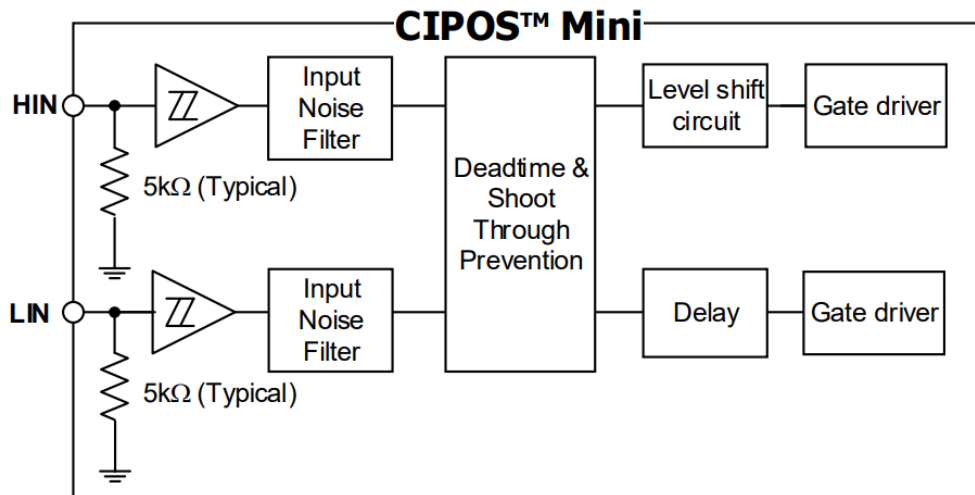 CIPOS™ Mini
HIN
5kΩ (Typical)
Input
Noise
Filter
Deadtime &
Shoot
Through
Prevention
Level shift
circuit
Gate driver
LIN
5kΩ (Typical)
Input
Noise
Filter
Delay
Gate driver